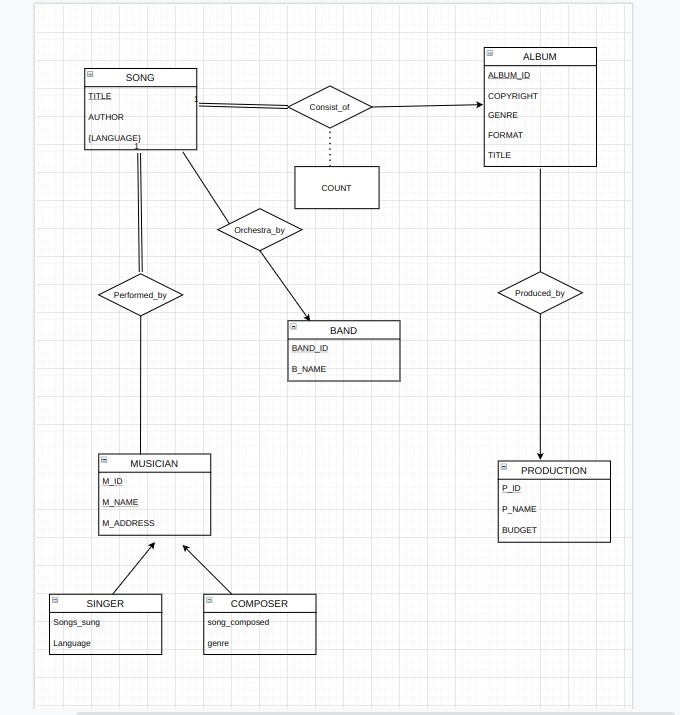 SONG
TITLE
AUTHOR
{LANGUAGE}
1
1
Consist_of
COUNT
ALBUM
ALBUM_ID
COPYRIGHT
GENRE
FORMAT
TITLE
Orchestra_by
Performed_by
Produced_by
BAND
BAND_ID
B_NAME
MUSICIAN
M_ID
M_NAME
M_ADDRESS
PRODUCTION
P_ID
P_NAME
BUDGET
SINGER
Songs_sung
Language
COMPOSER
song_composed
genre